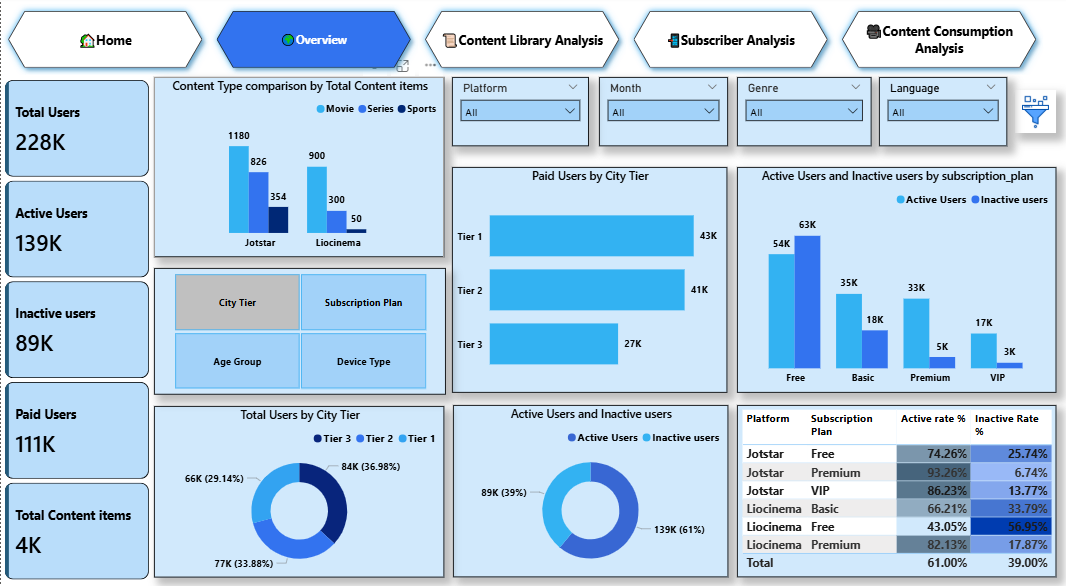 Home
Overview
Content Library Analysis
Subscriber Analysis
Content Consumption
Analysis
Total Users
228K
Active Users
139K
Inactive users
89K
Paid Users
111K
Total Content items
4K
Content Type comparison by Total Content items
Movie Series Sports
1180
826
354
900
300
50
Jotstar
Liocinema
Platform
All
Month
All
Genre
All
Language
All
City Tier
Subscription Plan
Age Group
Device Type
Paid Users by City Tier
Tier 1
43K
Tier 2
41K
Tier 3
27K
Active Users and Inactive users by subscription_plan
Active Users Inactive users
54K
63K
35K
18K
33K
5K
17K
3K
Free
Basic
Premium
VIP
Total Users by City Tier
Tier 3 Tier 2 Tier 1
84K (36.98%)
66K (29.14%)
77K (33.88%)
Active Users and Inactive users
Active Users Inactive users
89K (39%)
139K (61%)
Platform Subscription Active rate % Inactive Rate
Plan %
Jotstar Free 74.26% 25.74%
Jotstar Premium 93.26% 6.74%
Jotstar VIP 86.23% 13.77%
Liocinema Basic 66.21% 33.79%
Liocinema Free 43.05% 56.95%
Liocinema Premium 82.13% 17.87%
Total 61.00% 39.00%